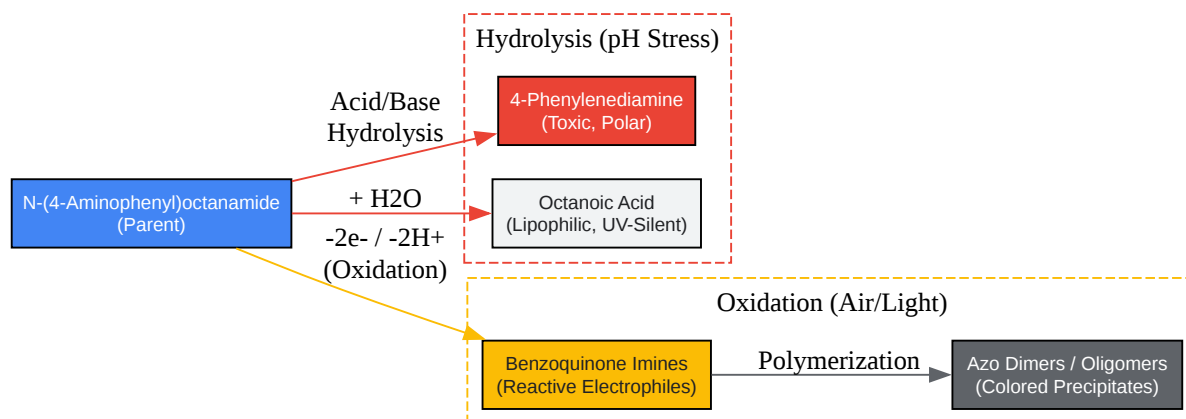 Hydrolysis (pH Stress)
4-Phenylenediamine
(Toxic, Polar)
Acid/Base
Hydrolysis
N-(4-Aminophenyl)octanamide
(Parent)
+ H2O
Octanoic Acid
(Lipophilic, UV-Silent)
-2e- / -2H+
(Oxidation)
Oxidation (Air/Light)
Benzoquinone Imines
(Reactive Electrophiles)
Polymerization
Azo Dimers / Oligomers
(Colored Precipitates)